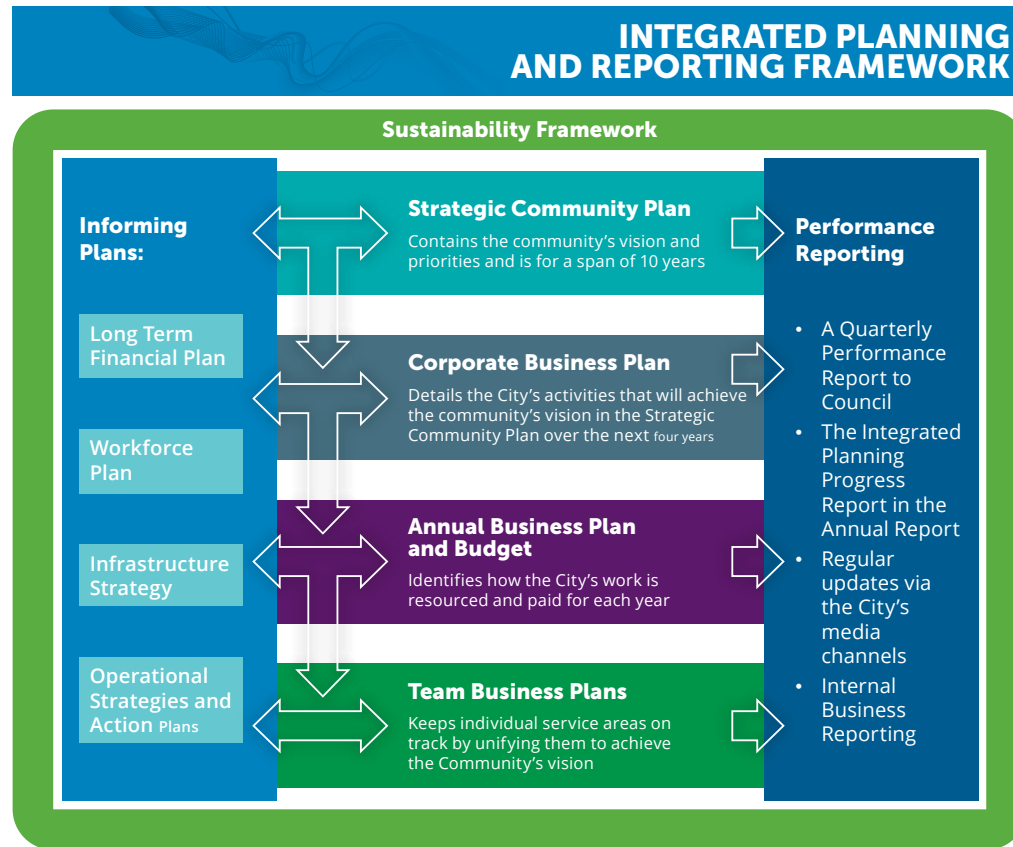 INTEGRATED PLANNING
AND REPORTING FRAMEWORK
Sustainability Framework
Informing
Plans:
Long Term
Financial Plan
Workforce
Plan
Infrastructure
Strategy
Operational
Strategies and
Action Plans
Strategic Community Plan
Contains the community's vision and
priorities and is for a span of 10 years
Corporate Business Plan
Details the City's activities that will achieve
the community's vision in the Strategic
Community Plan over the next four years
Annual Business Plan
and Budget
Identifies how the City's work is
resourced and paid for each year
Team Business Plans
Keeps individual service areas on
track by unifying them to achieve
the Community's vision
Performance
Reporting
• A Quarterly
Performance
Report to
Council
• The Integrated
Planning
Progress
Report in the
Annual Report
• Regular
updates via
the City's
media
channels
• Internal
Business
Reporting